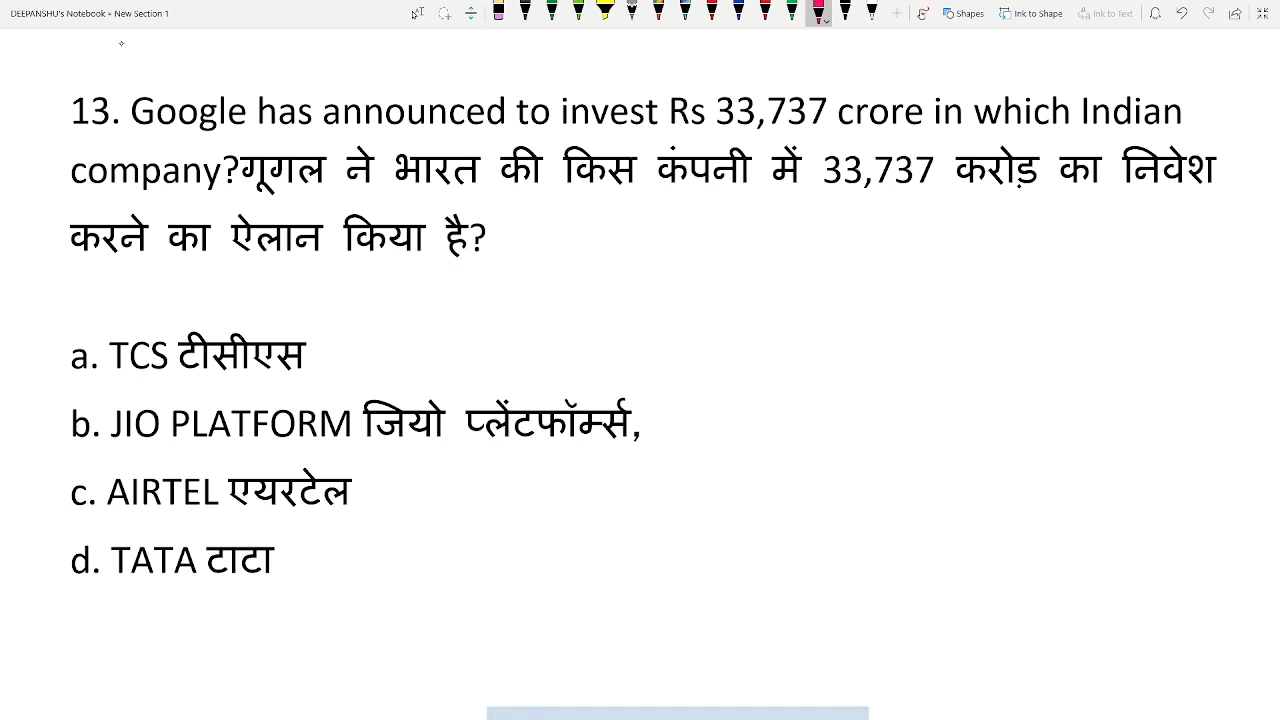 DEEPANSHU's Notebook » New Section 1
Shapes Ink to Shape Ink to Text
13. Google has announced to invest Rs 33,737 crore in which Indian
company?गूगल ने भारत की किस कंपनी में 33,737 करोड़ का निवेश
करने का ऐलान किया है?
a. TCS टीसीएस
b. JIO PLATFORM जियो प्लेंटफॉर्म्स,
c. AIRTEL एयरटेल
d. TATA टाटा